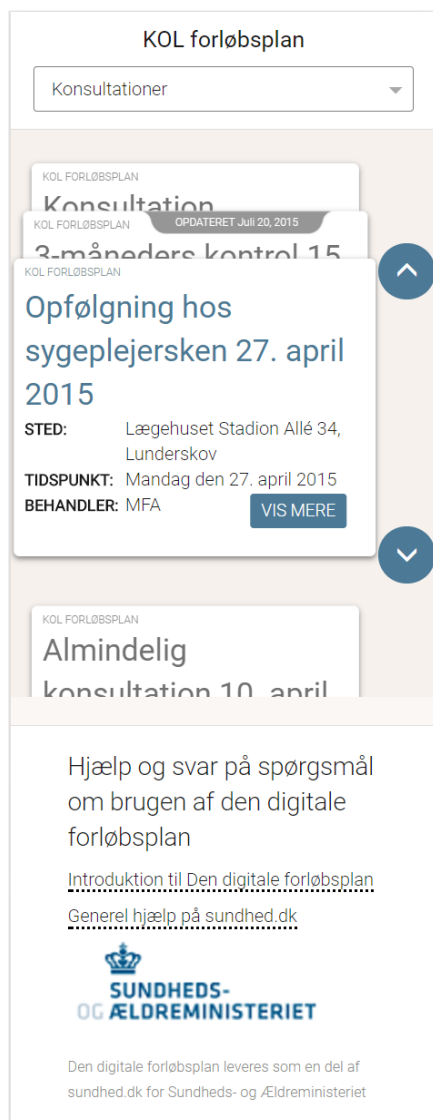 KOL forløbsplan
Konsultationer
KOL FORLØBSPLAN
Konsultation
KOL FORLØBSPLAN
OPDATERET Juli 20, 2015
3-måneders kontrol 15
KOL FORLØBSPLAN
Opfølgning hos
sygeplejersken 27. april
2015
STED: Lægehuset Stadion Allé 34,
Lunderskov
TIDSPUNKT: Mandag den 27. april 2015
BEHANDLER: MFA
VIS MERE
KOL FORLØBSPLAN
Almindelig
konsultation 10. april
Hjælp og svar på spørgsmål
om brugen af den digitale
forløbsplan
Introduktion til Den digitale forløbsplan
Generel hjælp på sundhed.dk
SUNDHEDS-
OG ÆLDREMINISTERIET
Den digitale forløbsplan leveres som en del af
sundhed.dk for Sundheds- og Ældreministeriet